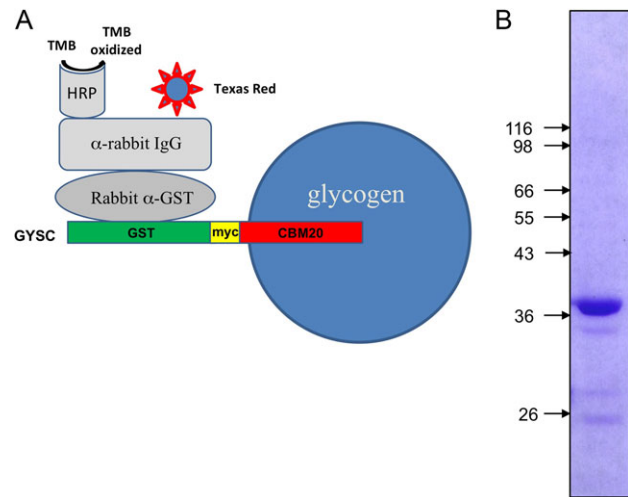 A
TMB
TMB
oxidized
HRP
Texas Red
α-rabbit IgG
Rabbit α-GST
glycogen
GYSC
GST
myc
CBM20
B
116
98
66
55
43
36
26